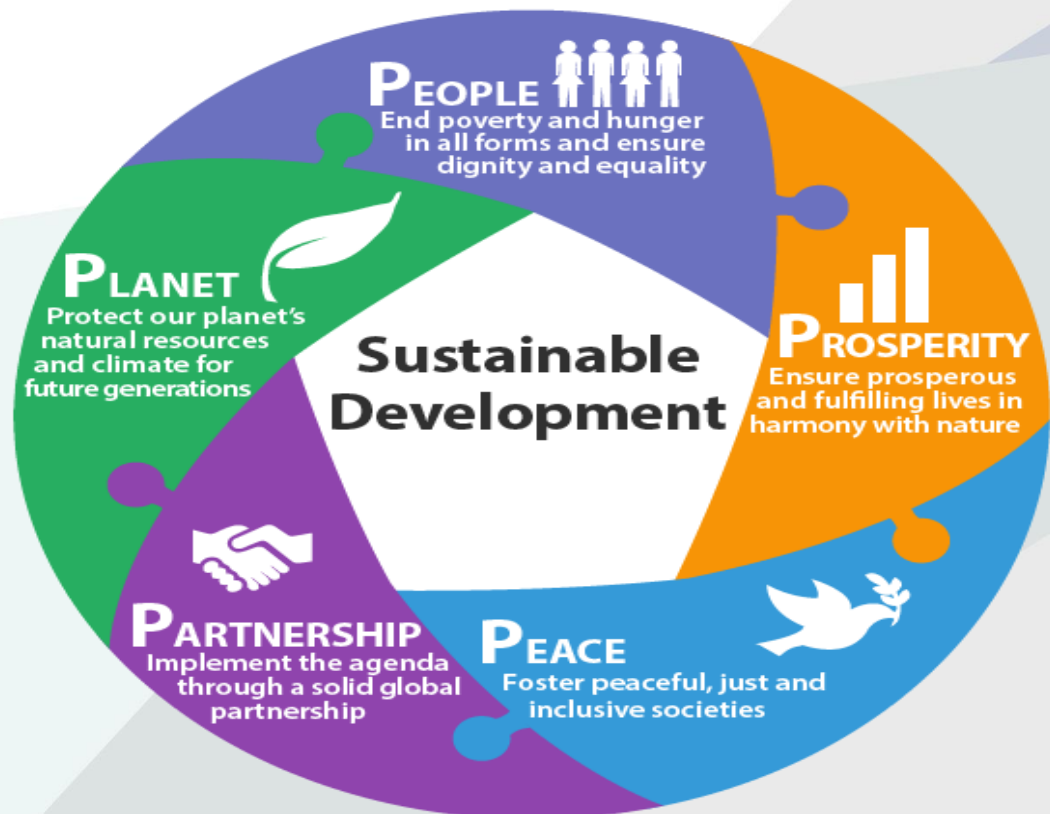 PEOPLE
End poverty and hunger
in all forms and ensure
dignity and equality
PROSPERITY
Ensure prosperous
and fulfilling lives in
harmony with nature
PEACE
Foster peaceful, just and
inclusive societies
PARTNERSHIP
Implement the agenda
through a solid global
partnership
PLANET
Protect our planet's
natural resources
and climate for
future generations
Sustainable
Development